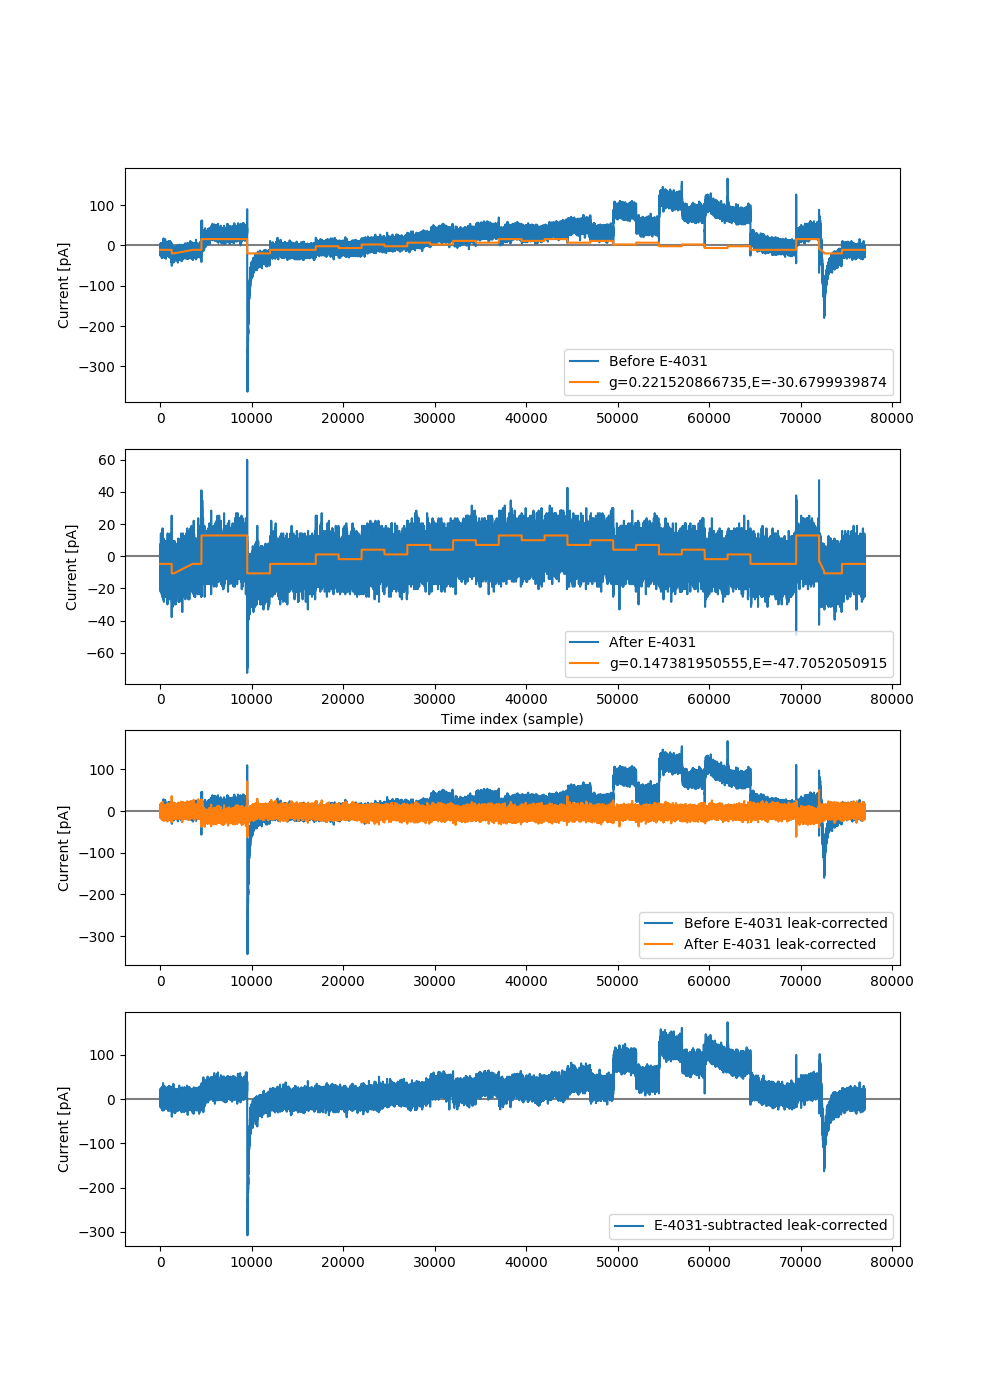 100
0
−100
−200
−300
Current [pA]
Before E-4031
g=0.221520866735,E=-30.6799939874
0 10000 20000 30000 40000 50000 60000 70000 80000
60
40
20
0
−20
−40
−60
Current [pA]
After E-4031
g=0.147381950555,E=-47.7052050915
0 10000 20000 30000 40000 50000 60000 70000 80000
Time index (sample)
100
0
−100
−200
−300
Current [pA]
Before E-4031 leak-corrected
After E-4031 leak-corrected
0 10000 20000 30000 40000 50000 60000 70000 80000
100
0
−100
−200
−300
Current [pA]
E-4031-subtracted leak-corrected
0 10000 20000 30000 40000 50000 60000 70000 80000